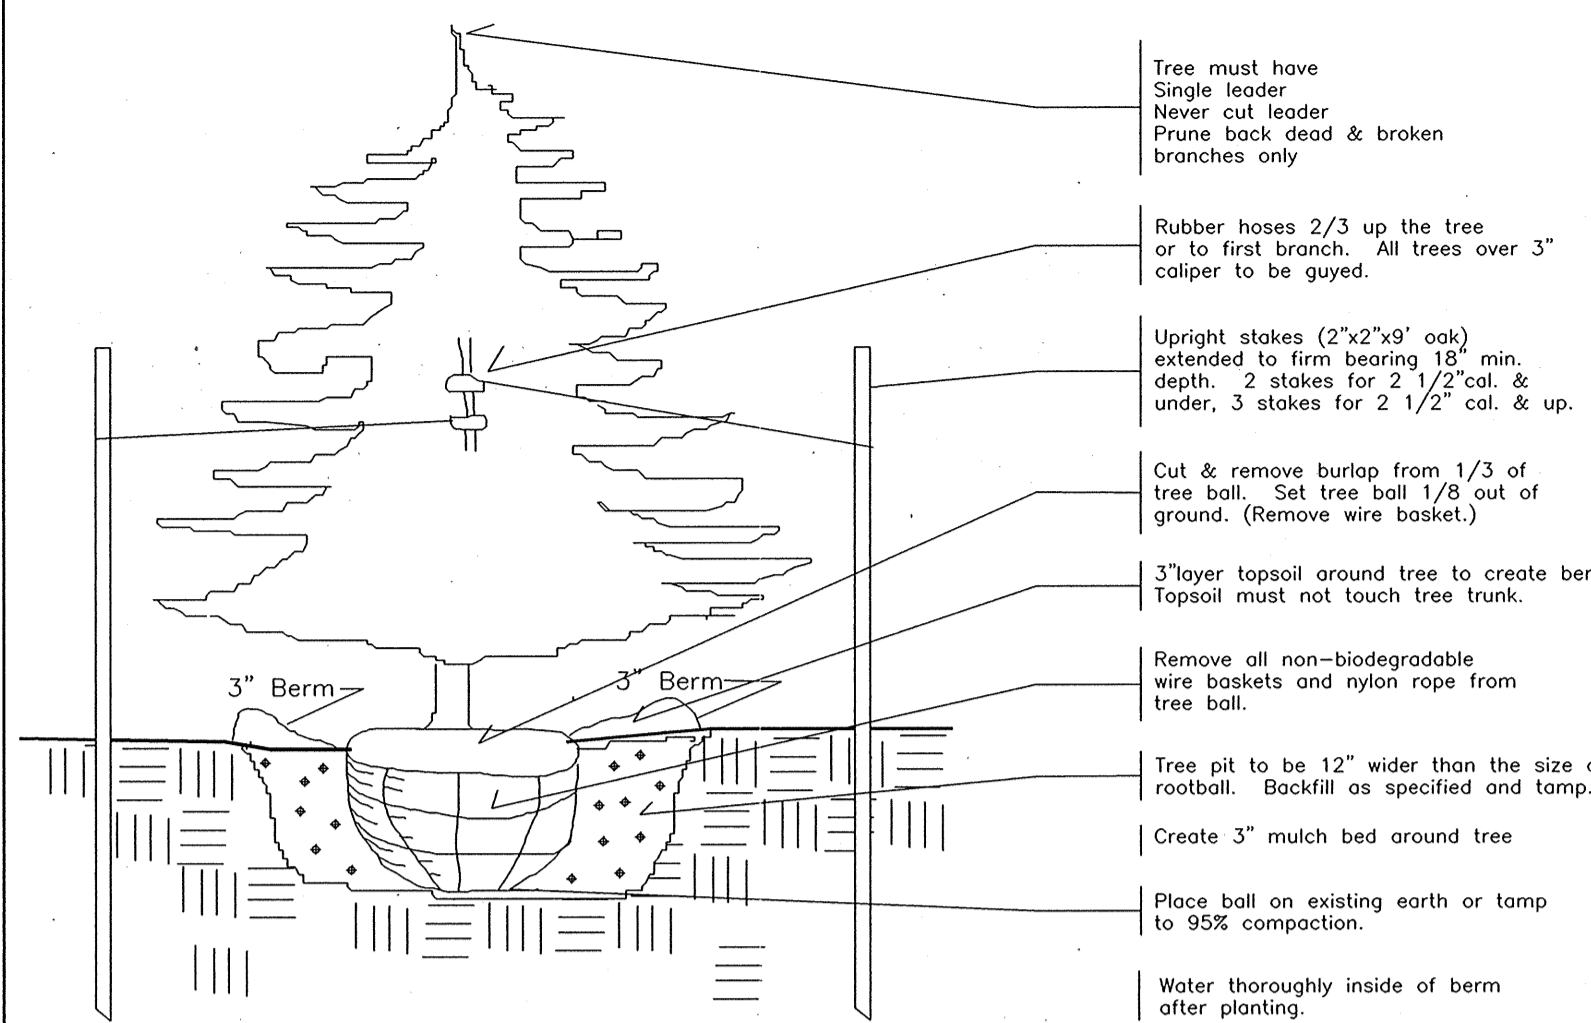 Tree must have
Single leader
Never cut leader
Prune back dead & broken
branches only
Rubber hoses 2/3 up the tree
or to first branch. All trees over 3"
caliper to be guyed.
Upright stakes (2"x2"x9' oak)
extended to firm bearing 18" min.
depth. 2 stakes for 2 1/2"cal. &
under, 3 stakes for 2 1/2" cal. & up.
Cut & remove burlap from 1/3 of
tree ball. Set tree ball 1/8 out of
ground. (Remove wire basket.)
3"layer topsoil around tree to create
Topsoil must not touch tree trunk.
3" Berm
3" Berm
Remove all non-biodegradable
wire baskets and nylon rope from
tree ball.
Tree pit to be 12" wider than the size
rootball. Backfill as specified and tamp.
Create 3" mulch bed around tree
Place ball on existing earth or tamp
to 95% compaction.
Water thoroughly inside of berm
after planting.